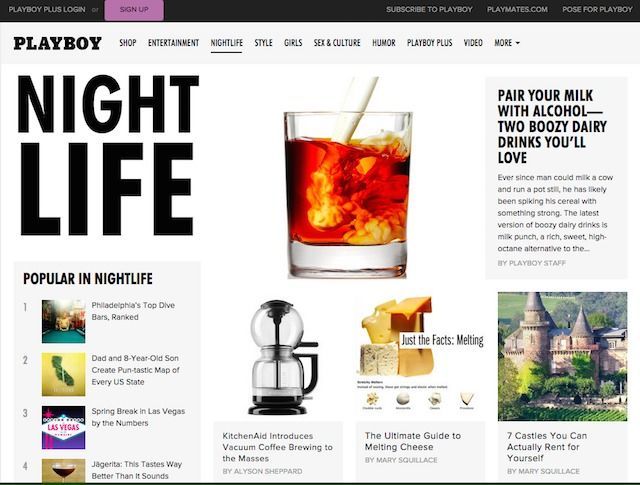 PLAYBOY PLUS LOGIN or SIGN UP SUBSCRIBE TO PLAYBOY PLAYMATES.COM POSE FOR PLAYBOY
PLAYBOY SHOP ENTERTAINMENT NIGHTLIFE STYLE GIRLS SEX & CULTURE HUMOR PLAYBOY PLUS VIDEO MORE
NIGHT
LIFE
PAIR YOUR MILK
WITH ALCOHOL—
TWO BOOZY DAIRY
DRINKS YOU'LL
LOVE
Ever since man could milk a cow
and run a pot still, he has likely
been spiking his cereal with
something strong. The latest
version of boozy dairy drinks is
milk punch, a rich, sweet, high-
octane alternative to the...
BY PLAYBOY STAFF
POPULAR IN NIGHTLIFE
1 Philadelphia's Top Dive
Bars, Ranked
2 Dad and 8-Year-Old Son
Create Pun-tastic Map of
Every US State
3 Spring Break In Las Vegas
by the Numbers
LAS VEGAS
4 Jägerita: This Tastes Way
Better Than It Sounds
KitchenAid Introduces
Vacuum Coffee Brewing to
the Masses
BY ALYSON SHEPPARD
Just the Facts: Melting
The Ultimate Guide to
Melting Cheese
BY MARY SQUILLACE
7 Castles You Can
Actually Rent for
Yourself
BY MARY SQUILLACE